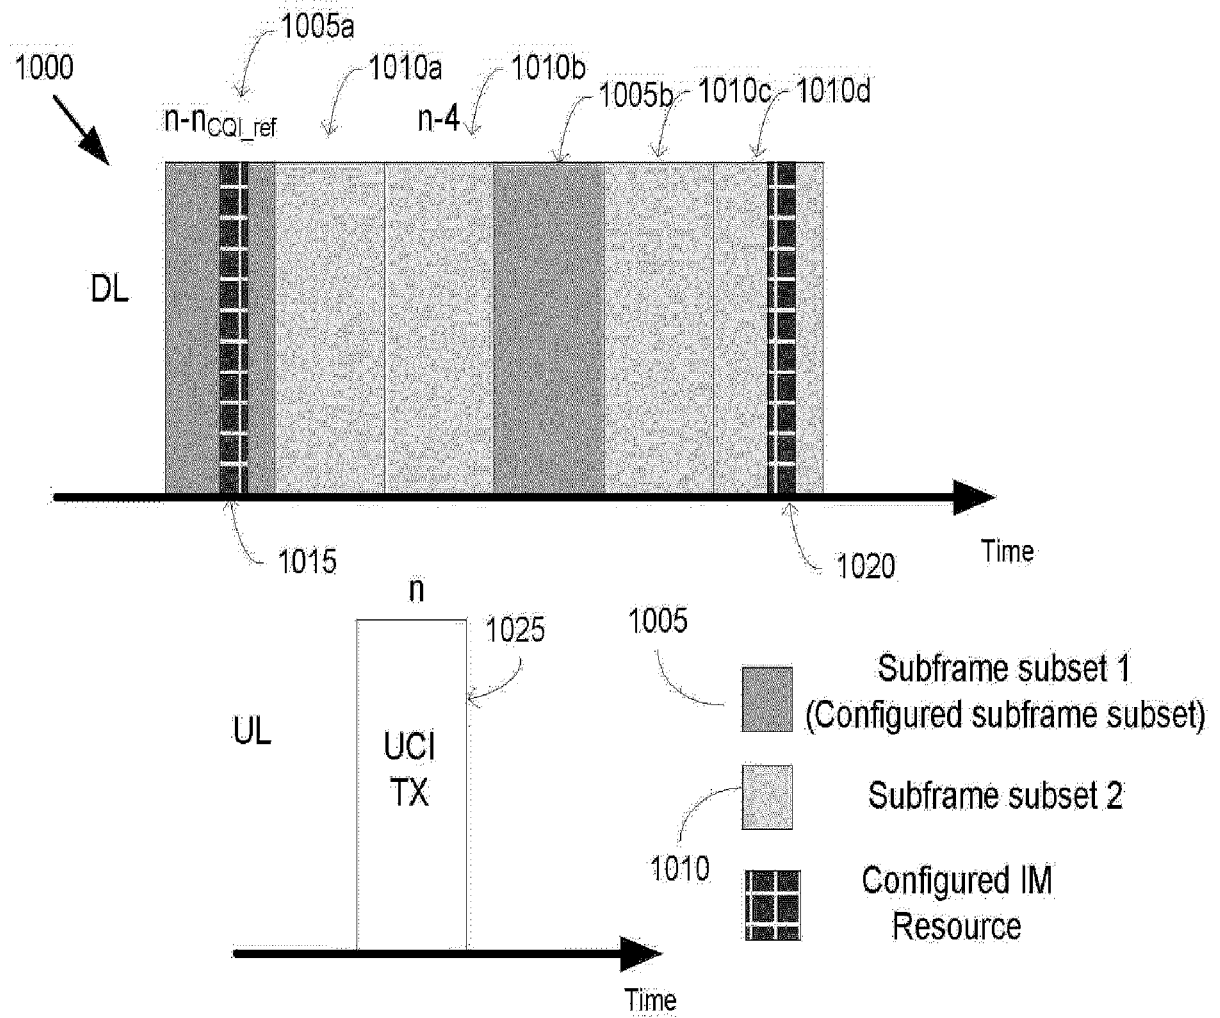 1005a
1000
1010a
1010b
1005b
1010c
1010d
n-nCQI_ref
n-4
DL
1015
1020
Time
n
1025
1005
UL
UCI
TX
Subframe subset 1
(Configured subframe subset)
Subframe subset 2
1010
Configured IM
Resource
Time